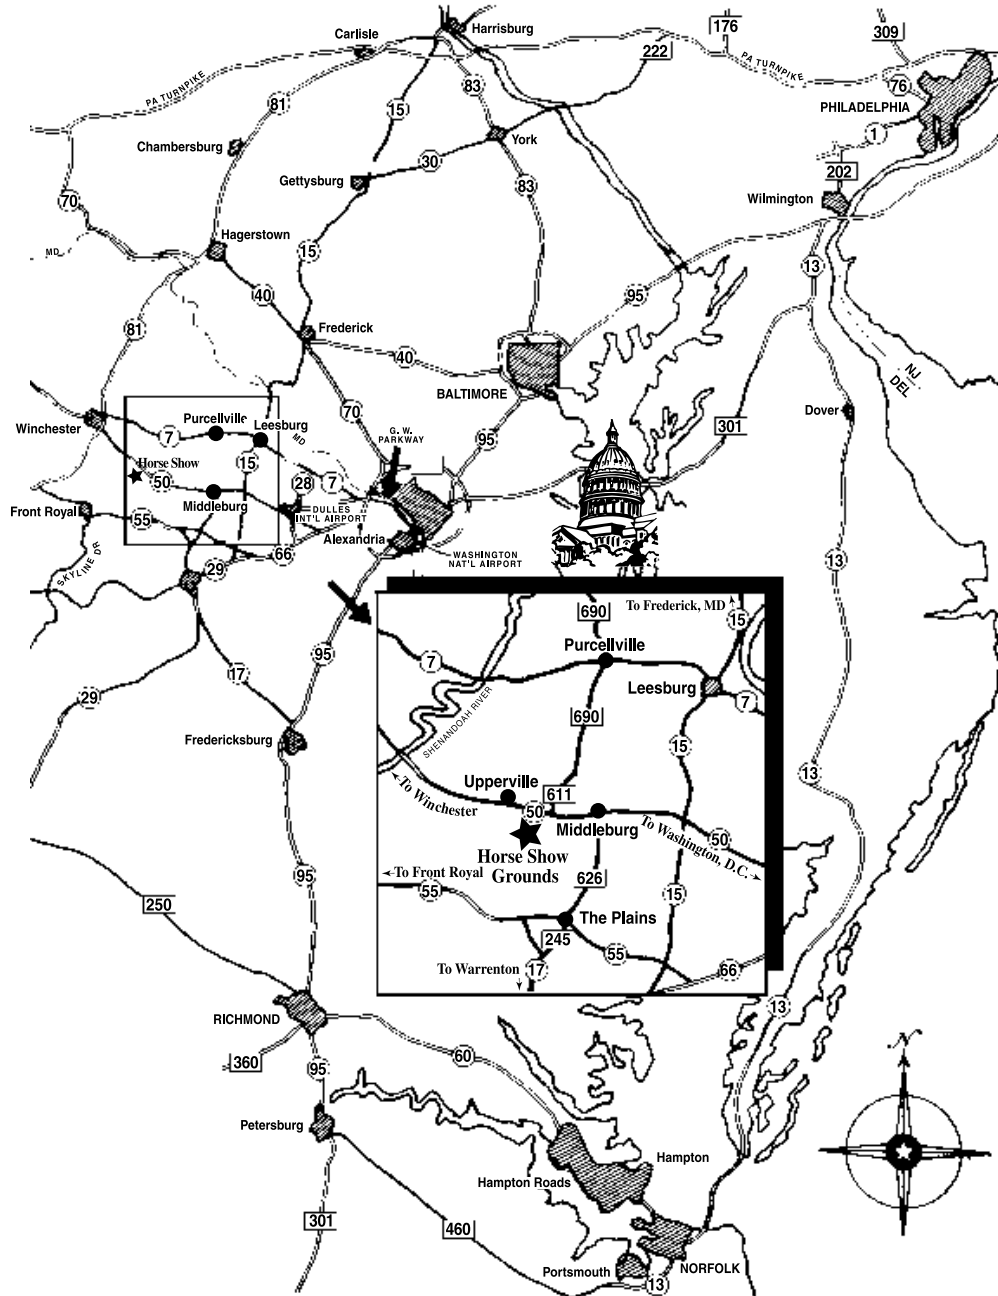 Harrisburg
Carlisle
176
309
222
PA TURNPIKE
PA TURNPIKE
83
76
81
15
PHILADELPHIA
1
York
Chambersburg
30
202
Gettysburg
83
Wilmington
70
Hagerstown
MD
15
13
40
95
81
Frederick
40
NJ
DEL
BALTIMORE
70
Dover
Winchester
Purcellville
Leesburg
G. W.
PARKWAY
301
7
MD
95
Horse Show
15
50
28
7
Middleburg
Front Royal
55
DULLES
INT'L AIRPORT
Alexandria
66
WASHINGTON
NAT'L AIRPORT
SKYLINE DR
29
13
690
To Frederick, MD
15
Purcellville
95
7
17
Leesburg
29
7
SHENANDOAH RIVER
690
Fredericksburg
15
13
Upperville
To Winchester
611
50
Middleburg
To Washington, D.C.
50
Horse Show
Grounds
To Front Royal
95
626
55
15
250
The Plains
245
55
To Warrenton
17
66
13
RICHMOND
360
95
60
N
Petersburg
Hampton
Hampton Roads
301
460
Portsmouth
NORFOLK
13